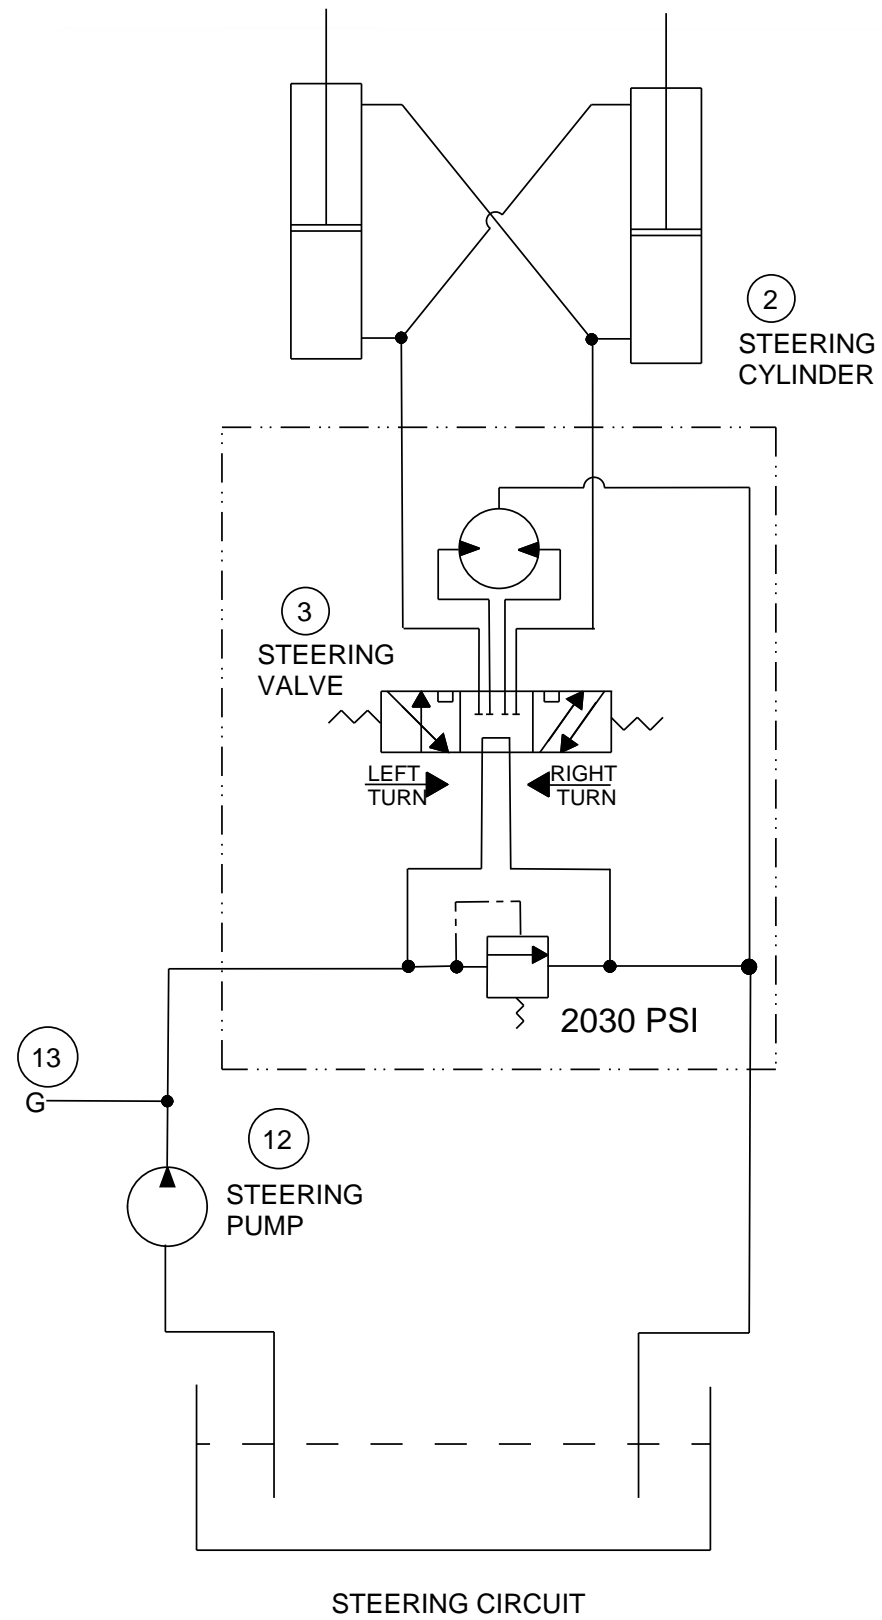 2
STEERING
CYLINDER
3
STEERING
VALVE
LEFT
TURN
RIGHT
TURN
2030 PSI
13
G
12
STEERING
PUMP
STEERING CIRCUIT